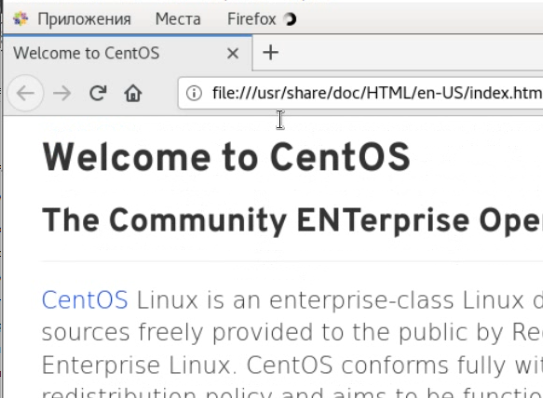 Приложения Места Firefox
Welcome to CentOS
file:///usr/share/doc/HTML/en-US/index.htm
Welcome to CentOS
The Community ENTerprise Ope
CentOS Linux is an enterprise-class Linux d
sources freely provided to the public by Re
Enterprise Linux. CentOS conforms fully wit
redistribution policy and aims to be functio